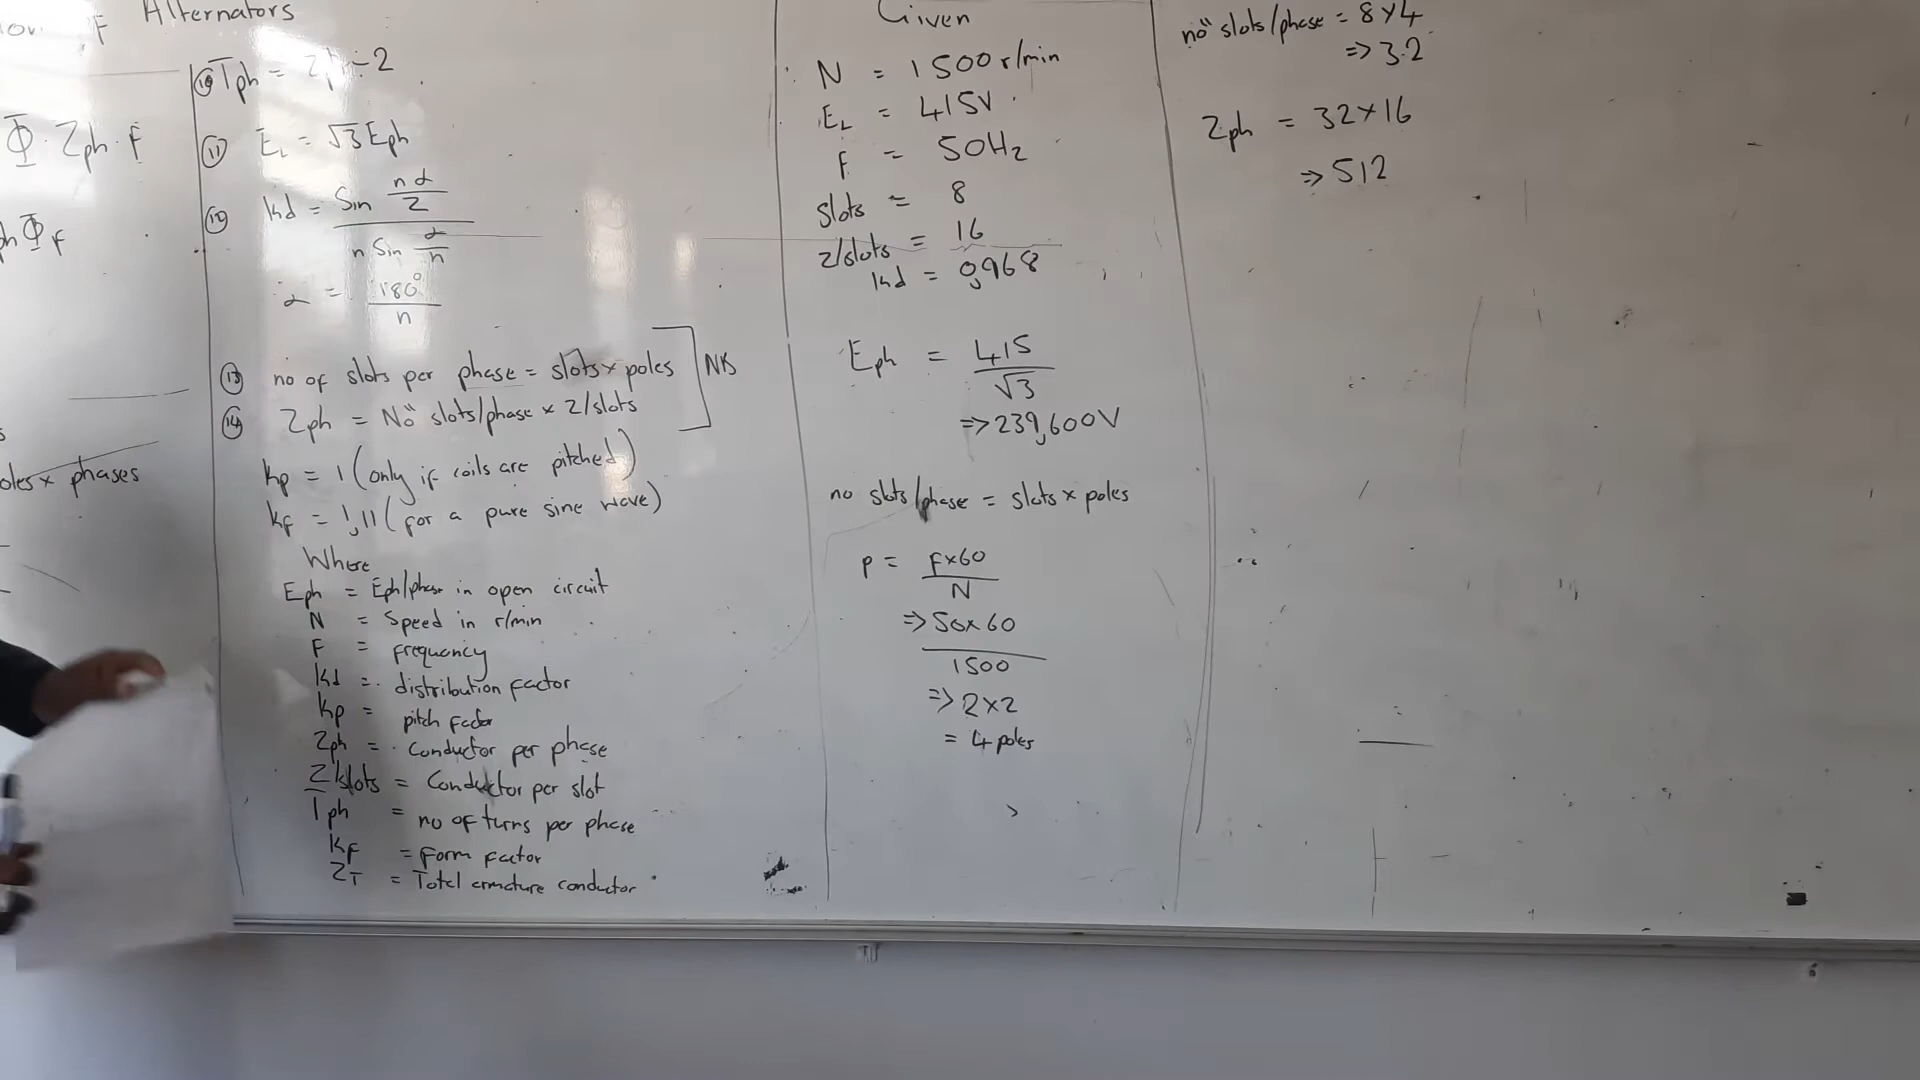 Alternators
Φ · Zph · F
Φ F
poles x phases
⑩ Tph = ÷ 2
⑪ EL = √3 Eph
⑫ kd = Sin nα/2
n Sin α/n
α = 180°/n
⑬ no of slots per phase = slots x poles
NB
⑭ Zph = Noº slots/phase x Z/slots
kp = 1 (only if coils are pitched)
kf = 1,11 (for a pure sine wave)
Where
Eph = Eph/phase in open circuit
N = Speed in r/min
F = frequency
kd = distribution factor
kp = pitch factor
Zph = Conductor per phase
Z/slots = Conductor per slot
Tph = no of turns per phase
kf = Form factor
ZT = Total armature conductor
Given
N = 1500 r/min
EL = 415V
F = 50Hz
slots = 8
Z/slots = 16
kd = 0,968
Eph = 415/√3
⇒ 239,600V
no slots/phase = slots x poles
P = F x 60/N
⇒ 50 x 60
1500
⇒ 2 x 2
= 4 poles
noº slots/phase = 8 x 4
⇒ 32
Zph = 32 x 16
⇒ 512